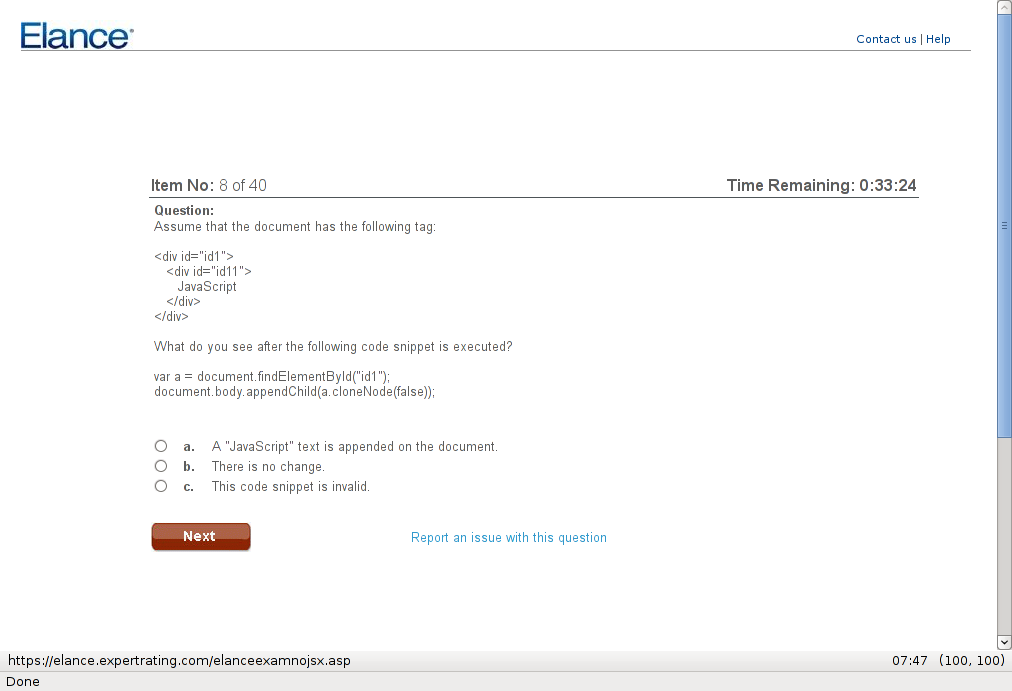 Elance
Contact us | Help
Item No: 8 of 40
Time Remaining: 0:33:24
Question:
Assume that the document has the following tag:
<div id="id1">
<div id="id11">
JavaScript
</div>
</div>
What do you see after the following code snippet is executed?
var a = document.findElementById("id1");
document.body.appendChild(a.cloneNode(false));
a. A "JavaScript" text is appended on the document.
b. There is no change.
c. This code snippet is invalid.
Next
Report an issue with this question
https://elance.expertrating.com/elanceexamnojsx.asp
07:47 (100, 100)
Done